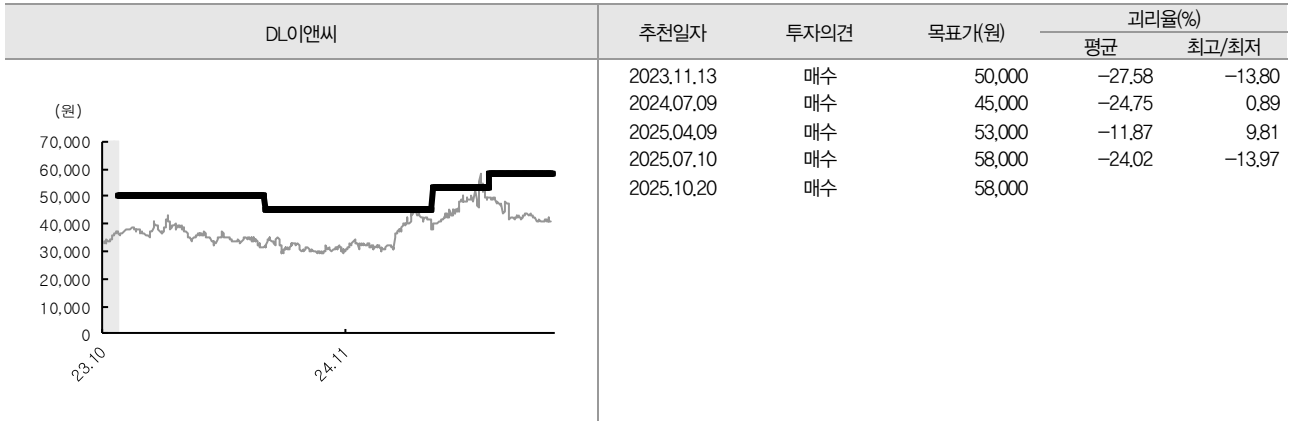 DL이앤씨
추천일자 투자의견 목표가(원) 괴리율(%)
평균 최고/최저
2023.11.13 매수 50,000 -27.58 -13.80
2024.07.09 매수 45,000 -24.75 0.89
2025.04.09 매수 53,000 -11.87 9.81
2025.07.10 매수 58,000 -24.02 -13.97
2025.10.20 매수 58,000
(원)
70,000
60,000
50,000
40,000
30,000
20,000
10,000
0
23.10 24.11